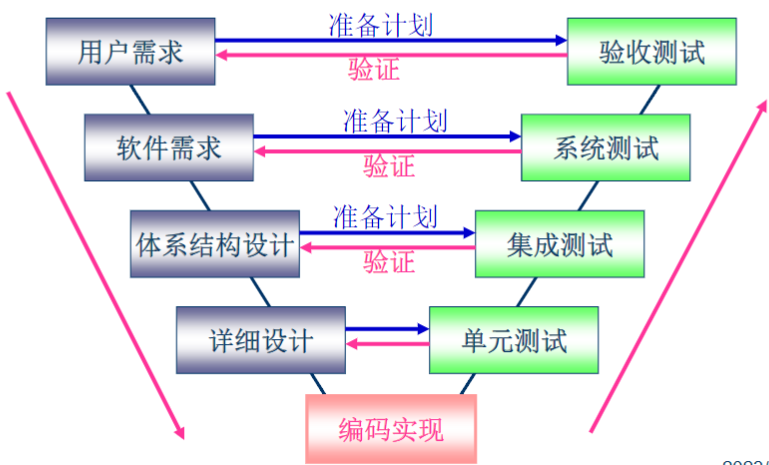 准备计划
用户需求
验收测试
验证
准备计划
软件需求
系统测试
验证
准备计划
体系结构设计
集成测试
验证
详细设计
单元测试
编码实现